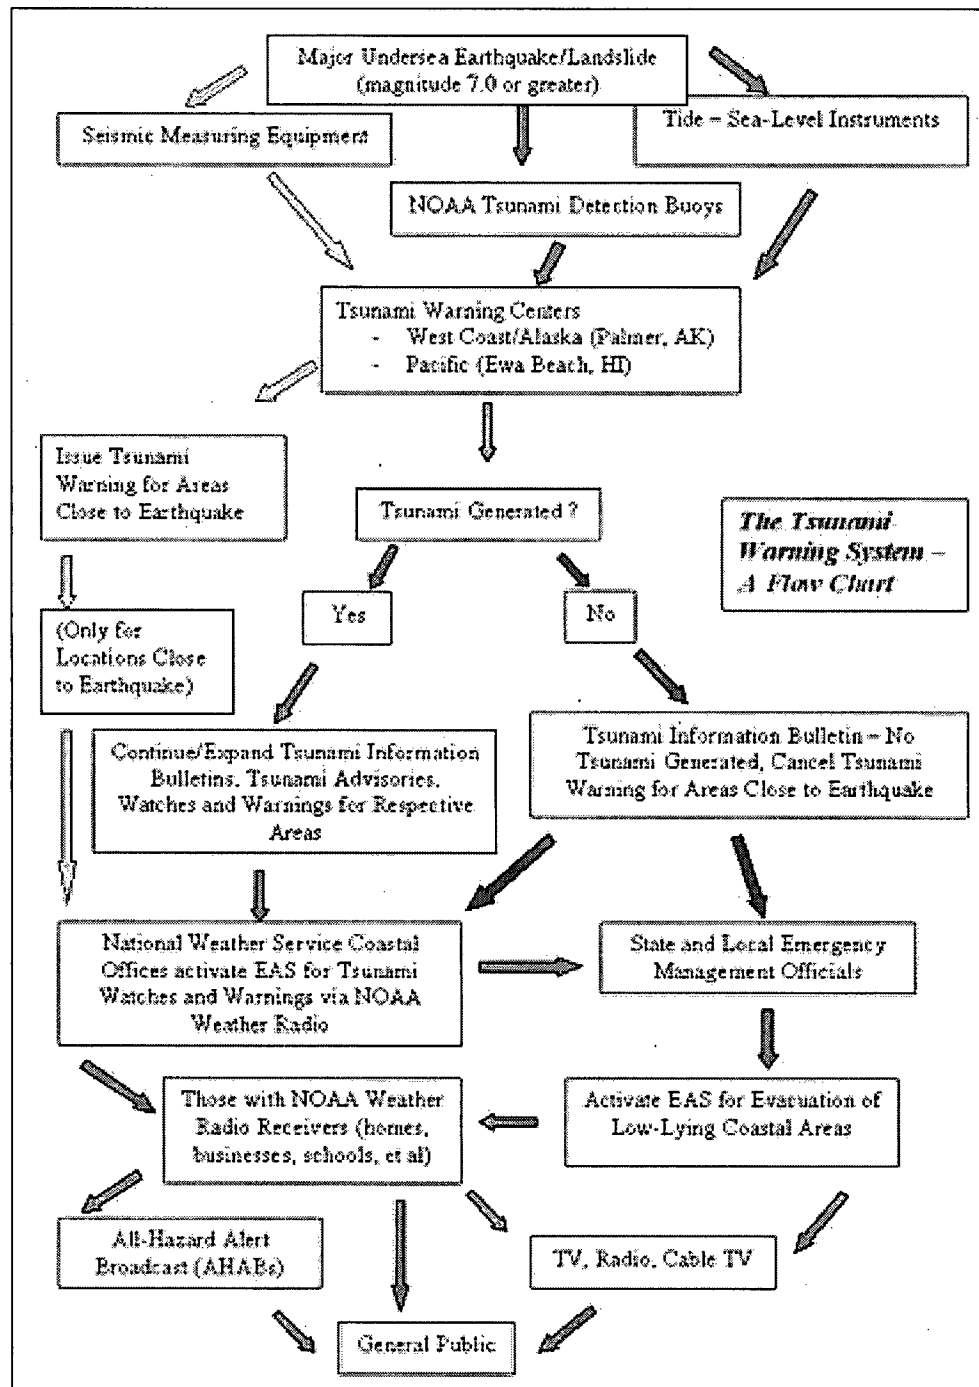 Major Undersea Earthquake/Landslide
(magnitude 7.0 or greater)
Seismic Measuring Equipment
Tide – Sea-Level Instruments
NOAA Tsunami Detection Buoys
Tsunami Warning Centers
- West Coast/Alaska (Palmer, AK)
- Pacific (Ewa Beach, HI)
Issue Tsunami
Warning for Areas
Close to Earthquake
Tsunami Generated ?
The Tsunami
Warning System –
A Flow Chart
Yes
No
(Only for
Locations Close
to Earthquake)
Continue/Expand Tsunami Information
Bulletins, Tsunami Advisories,
Watches and Warnings for Respective
Areas
Tsunami Information Bulletin – No
Tsunami Generated, Cancel Tsunami
Warning for Areas Close to Earthquake
National Weather Service Coastal
Offices activate EAS for Tsunami
Watches and Warnings via NOAA
Weather Radio
State and Local Emergency
Management Officials
Those with NOAA Weather
Radio Receivers (homes,
businesses, schools, et al)
Activate EAS for Evacuation of
Low-Lying Coastal Areas
All-Hazard Alert
Broadcast (AHABs)
TV, Radio, Cable TV
General Public